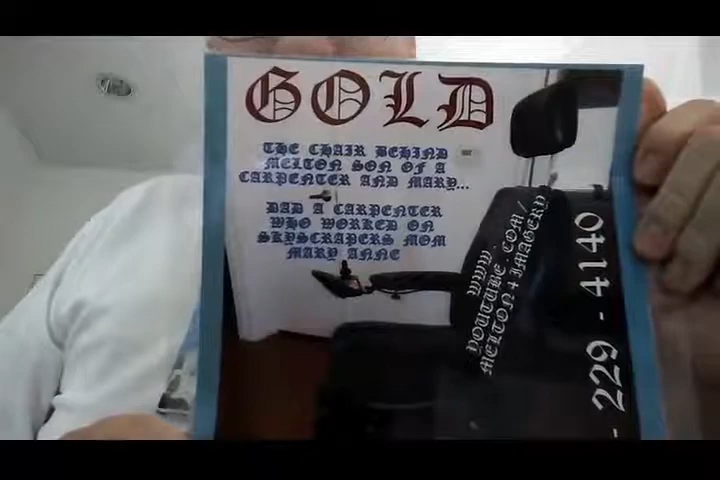 GOLD
THE CHAIR BEHIND
MELTON SON OF A
CARPENTER AND MARY...
DAD A CARPENTER
WHO WORKED ON
SKYSCRAPERS MOM
MARY ANNE
WWW.
YOUTUBE.COM/
MELTON4IMAGERY
- 229 - 4140